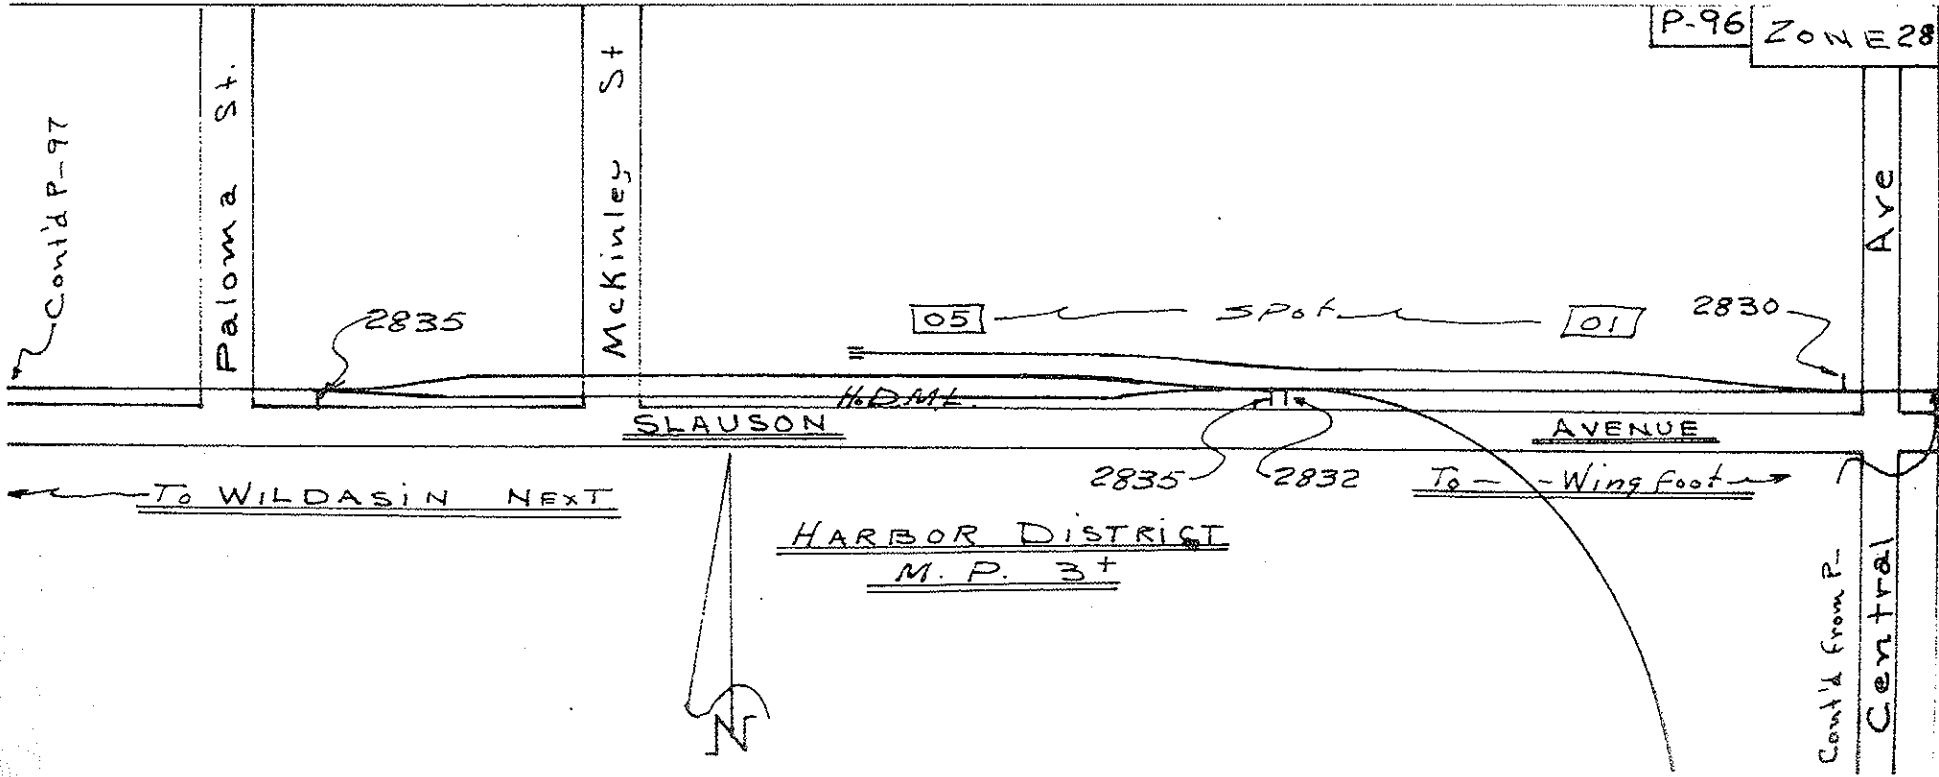 P-96
ZONE 28
Cont'd P-97
Paloma St.
McKinley St
Ave
2835
05 Spot 01
2830
H.D.M.L.
SLAUSON
AVENUE
2835
2832
To WILDASIN NEXT
To - - Wing foot
HARBOR DISTRICT
M. P. 3+
Cont'd from P-
Central
N